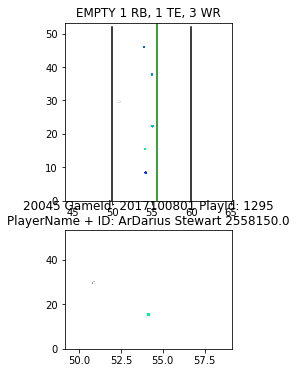 EMPTY 1 RB, 1 TE, 3 WR
50
40
30
20
10
0
45 50 55 60 65
20045 GameId: 2017100801 PlayId: 1295
PlayerName + ID: ArDarius Stewart 2558150.0
40
20
0
50.0 52.5 55.0 57.5